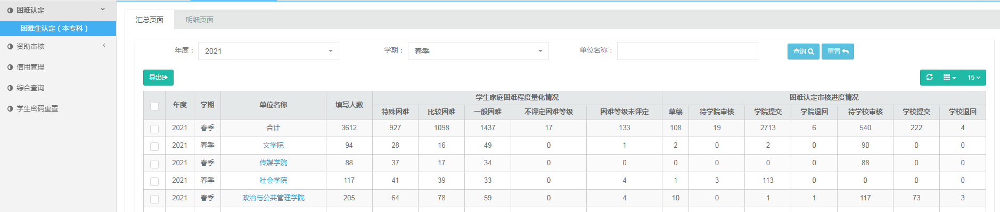 困难认定
困难生认定（本专科）
资助审核
信用管理
综合查询
学生密码重置
汇总页面 明细页面
年度： 2021 学期： 春季 单位名称： 查询 重置
导出 15
年度 学期 单位名称 填写人数 学生家庭困难程度量化情况 困难认定审核进度情况
特殊困难 比较困难 一般困难 不评定困难等级 困难等级未评定 草稿 待学院审核 学院提交 学院退回 待学校审核 学校提交 学校退回
2021 春季 合计 3612 927 1098 1437 17 133 108 19 2713 6 540 222 4
2021 春季 文学院 94 28 16 49 0 1 2 0 2 0 90 0 0
2021 春季 传媒学院 88 37 17 34 0 0 0 0 0 0 88 0 0
2021 春季 社会学院 117 41 39 33 0 4 1 3 113 0 0 0 0
2021 春季 政治与公共管理学院 205 64 78 59 0 4 10 0 1 1 117 73 3